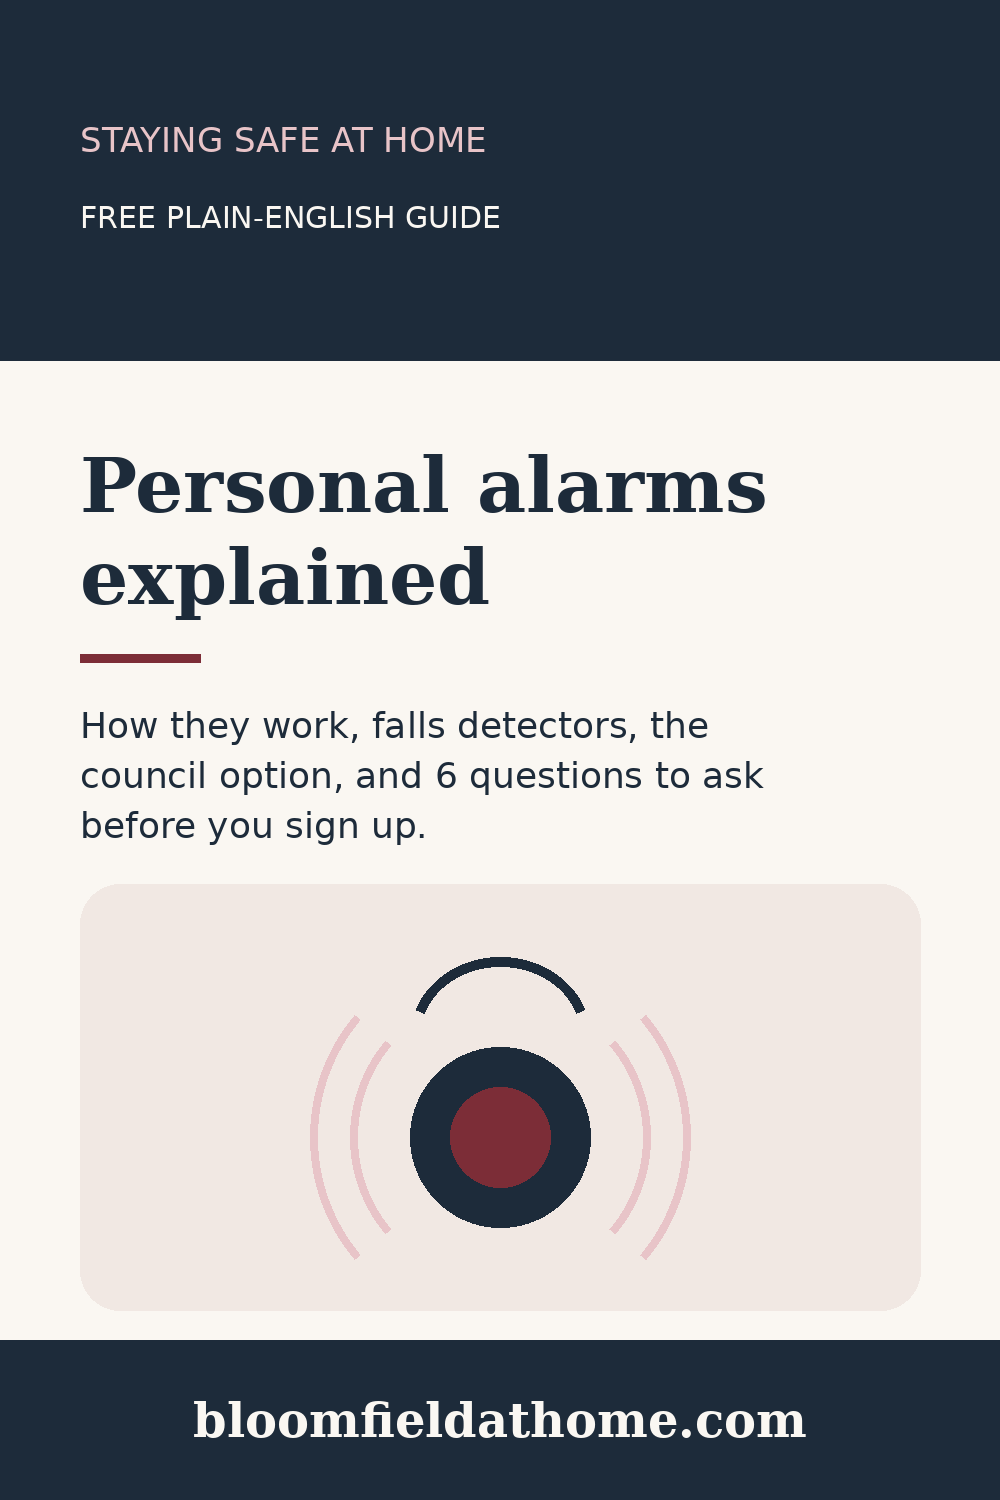 STAYING SAFE AT HOME
FREE PLAIN-ENGLISH GUIDE
Personal alarms
explained
How they work, falls detectors, the
council option, and 6 questions to ask
before you sign up.
bloomfieldathome.com